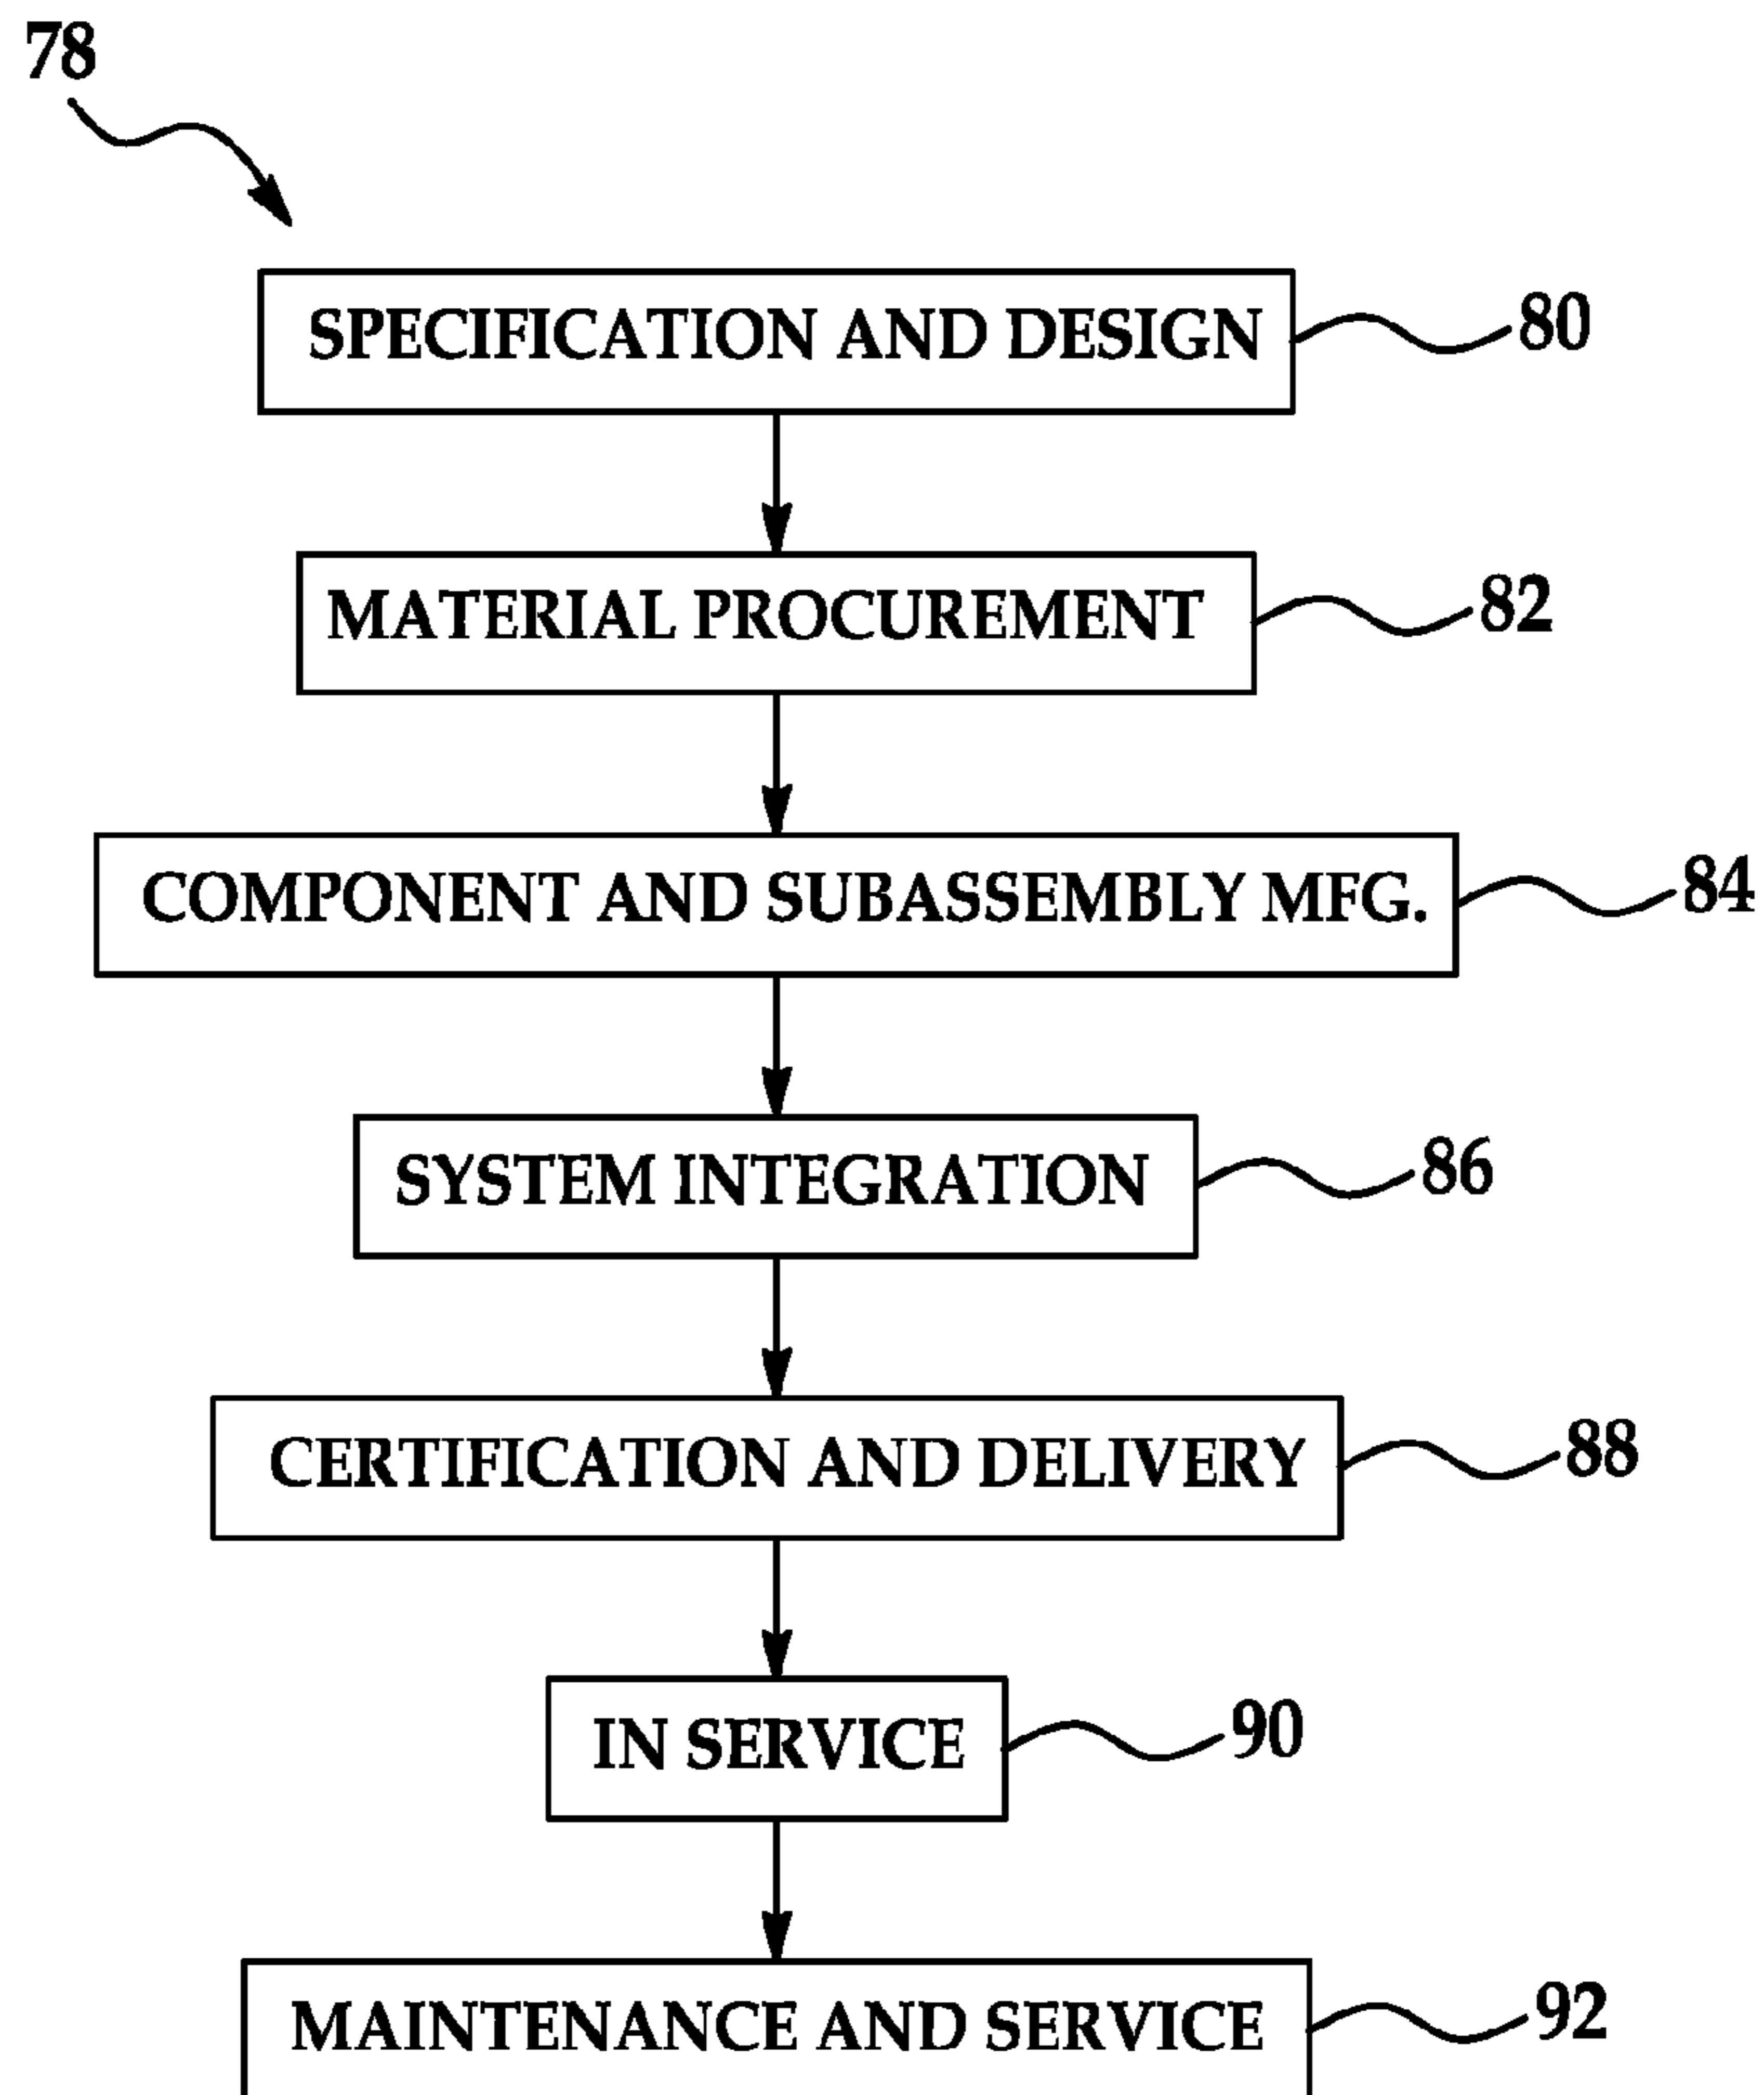 78
SPECIFICATION AND DESIGN 80
MATERIAL PROCUREMENT 82
COMPONENT AND SUBASSEMBLY MFG. 84
SYSTEM INTEGRATION 86
CERTIFICATION AND DELIVERY 88
IN SERVICE 90
MAINTENANCE AND SERVICE 92